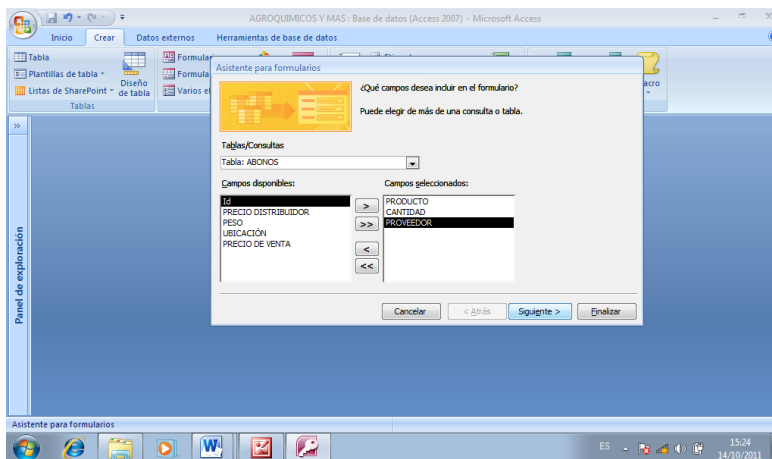 AGROQUIMICOS Y MAS : Base de datos (Access 2007) - Microsoft Access
Inicio Crear Datos externos Herramientas de base de datos
Tabla
Plantillas de tabla
Listas de SharePoint
Diseño de tabla
Tablas
Formular
Formula
Varios el
acro
Asistente para formularios
¿Qué campos desea incluir en el formulario?
Puede elegir de más de una consulta o tabla.
Tablas/Consultas
Tabla: ABONOS
Campos disponibles:
Id
PRECIO DISTRIBUIDOR
PESO
UBICACIÓN
PRECIO DE VENTA
>
>>
<
<<
Campos seleccionados:
PRODUCTO
CANTIDAD
PROVEEDOR
Cancelar < Atrás Siguiente > Finalizar
»
Panel de exploración
Asistente para formularios
ES 15:24
14/10/2011